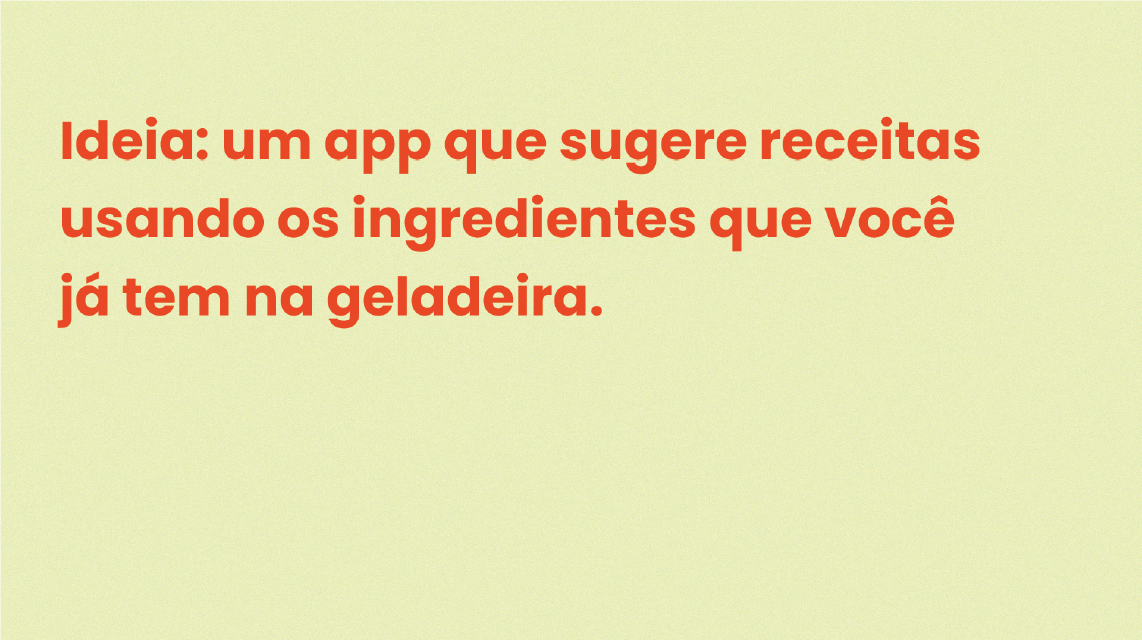 Ideia: um app que sugere receitas
usando os ingredientes que você
já tem na geladeira.